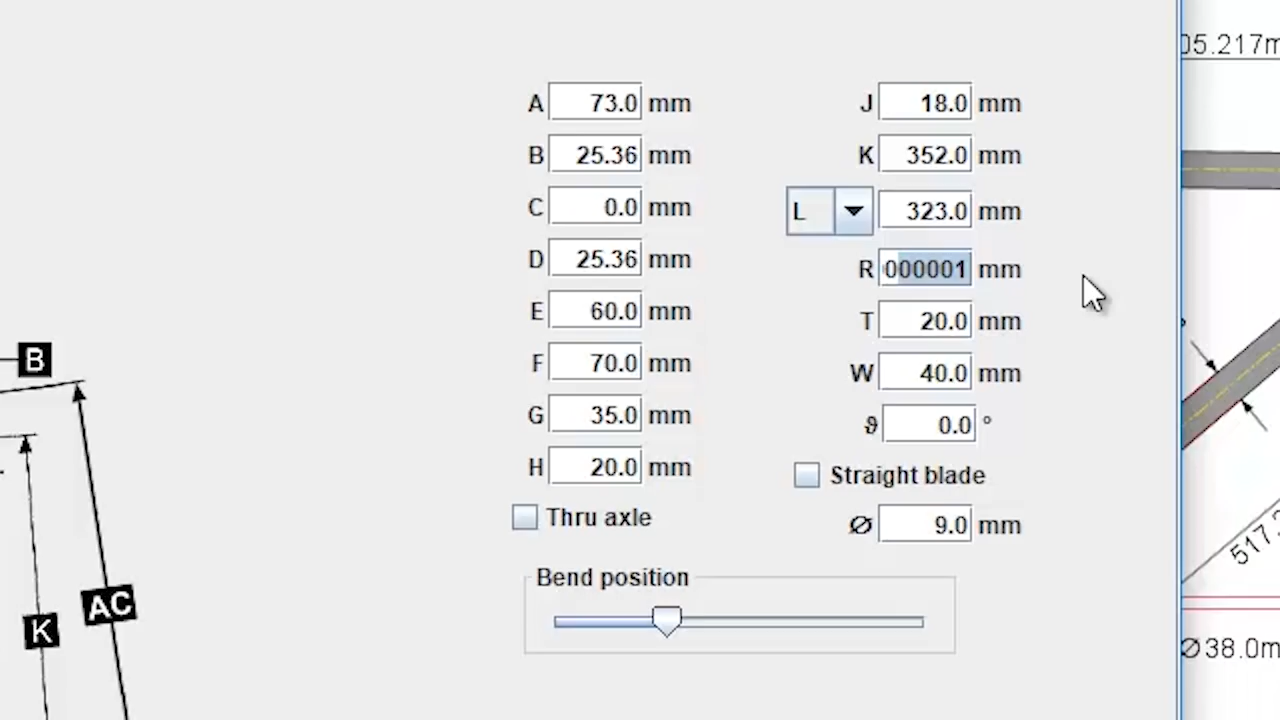 A 73.0 mm
B 25.36 mm
C 0.0 mm
D 25.36 mm
E 60.0 mm
F 70.0 mm
G 35.0 mm
H 20.0 mm
Thru axle
Bend position
J 18.0 mm
K 352.0 mm
L 323.0 mm
R 000001 mm
T 20.0 mm
W 40.0 mm
ϑ 0.0 °
Straight blade
Ø 9.0 mm
B
AC
K
05.217m
517.
Ø38.0m